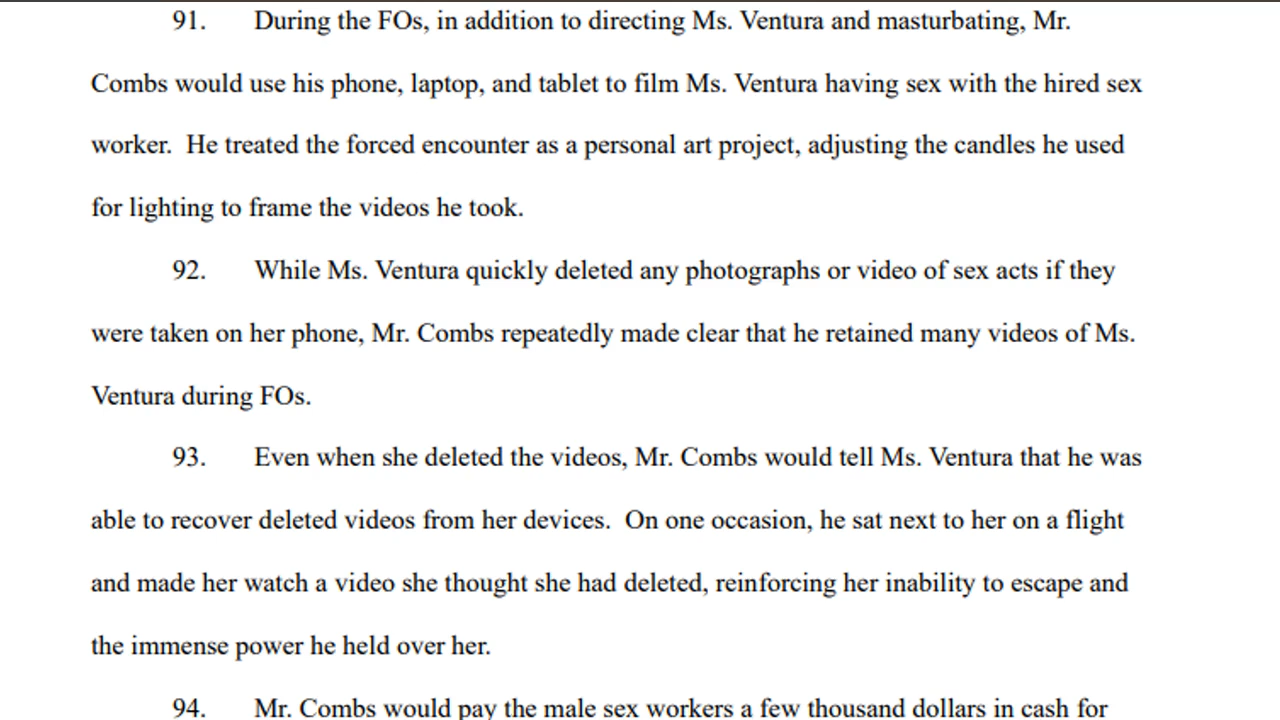 91. During the FOs, in addition to directing Ms. Ventura and masturbating, Mr.
Combs would use his phone, laptop, and tablet to film Ms. Ventura having sex with the hired sex
worker.  He treated the forced encounter as a personal art project, adjusting the candles he used
for lighting to frame the videos he took.
92. While Ms. Ventura quickly deleted any photographs or video of sex acts if they
were taken on her phone, Mr. Combs repeatedly made clear that he retained many videos of Ms.
Ventura during FOs.
93. Even when she deleted the videos, Mr. Combs would tell Ms. Ventura that he was
able to recover deleted videos from her devices.  On one occasion, he sat next to her on a flight
and made her watch a video she thought she had deleted, reinforcing her inability to escape and
the immense power he held over her.
94. Mr. Combs would pay the male sex workers a few thousand dollars in cash for